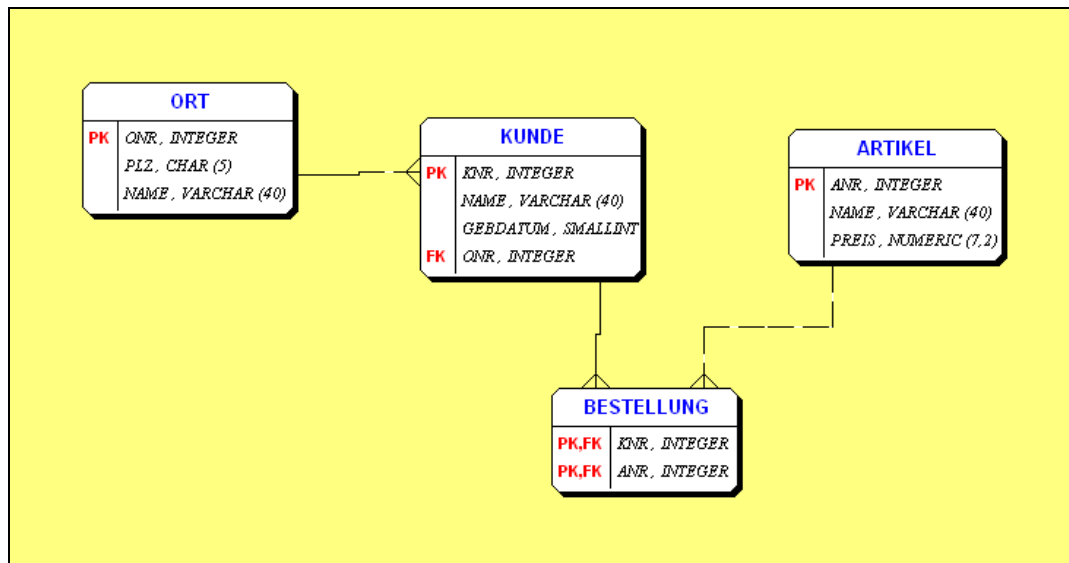 ORT
PK ONR, INTEGER
PLZ, CHAR (5)
NAME, VARCHAR (40)
KUNDE
PK KNR, INTEGER
NAME, VARCHAR (40)
GEBDATUM, SMALLINT
FK ONR, INTEGER
ARTIKEL
PK ANR, INTEGER
NAME, VARCHAR (40)
PREIS, NUMERIC (7,2)
BESTELLUNG
PK,FK KNR, INTEGER
PK,FK ANR, INTEGER